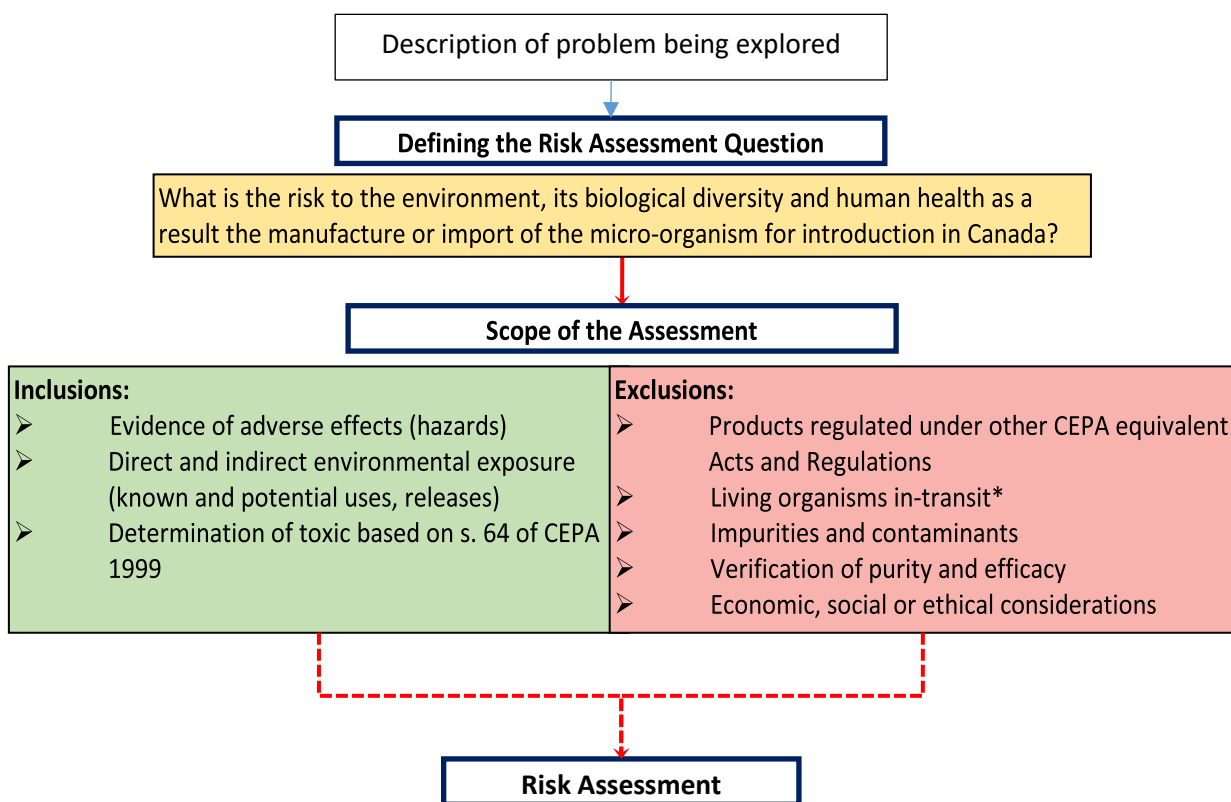 Description of problem being explored
Defining the Risk Assessment Question
What is the risk to the environment, its biological diversity and human health as a
result the manufacture or import of the micro-organism for introduction in Canada?
Scope of the Assessment
Inclusions:
➢ Evidence of adverse effects (hazards)
➢ Direct and indirect environmental exposure
(known and potential uses, releases)
➢ Determination of toxic based on s. 64 of CEPA
1999
Exclusions:
➢ Products regulated under other CEPA equivalent
Acts and Regulations
➢ Living organisms in-transit*
➢ Impurities and contaminants
➢ Verification of purity and efficacy
➢ Economic, social or ethical considerations
Risk Assessment